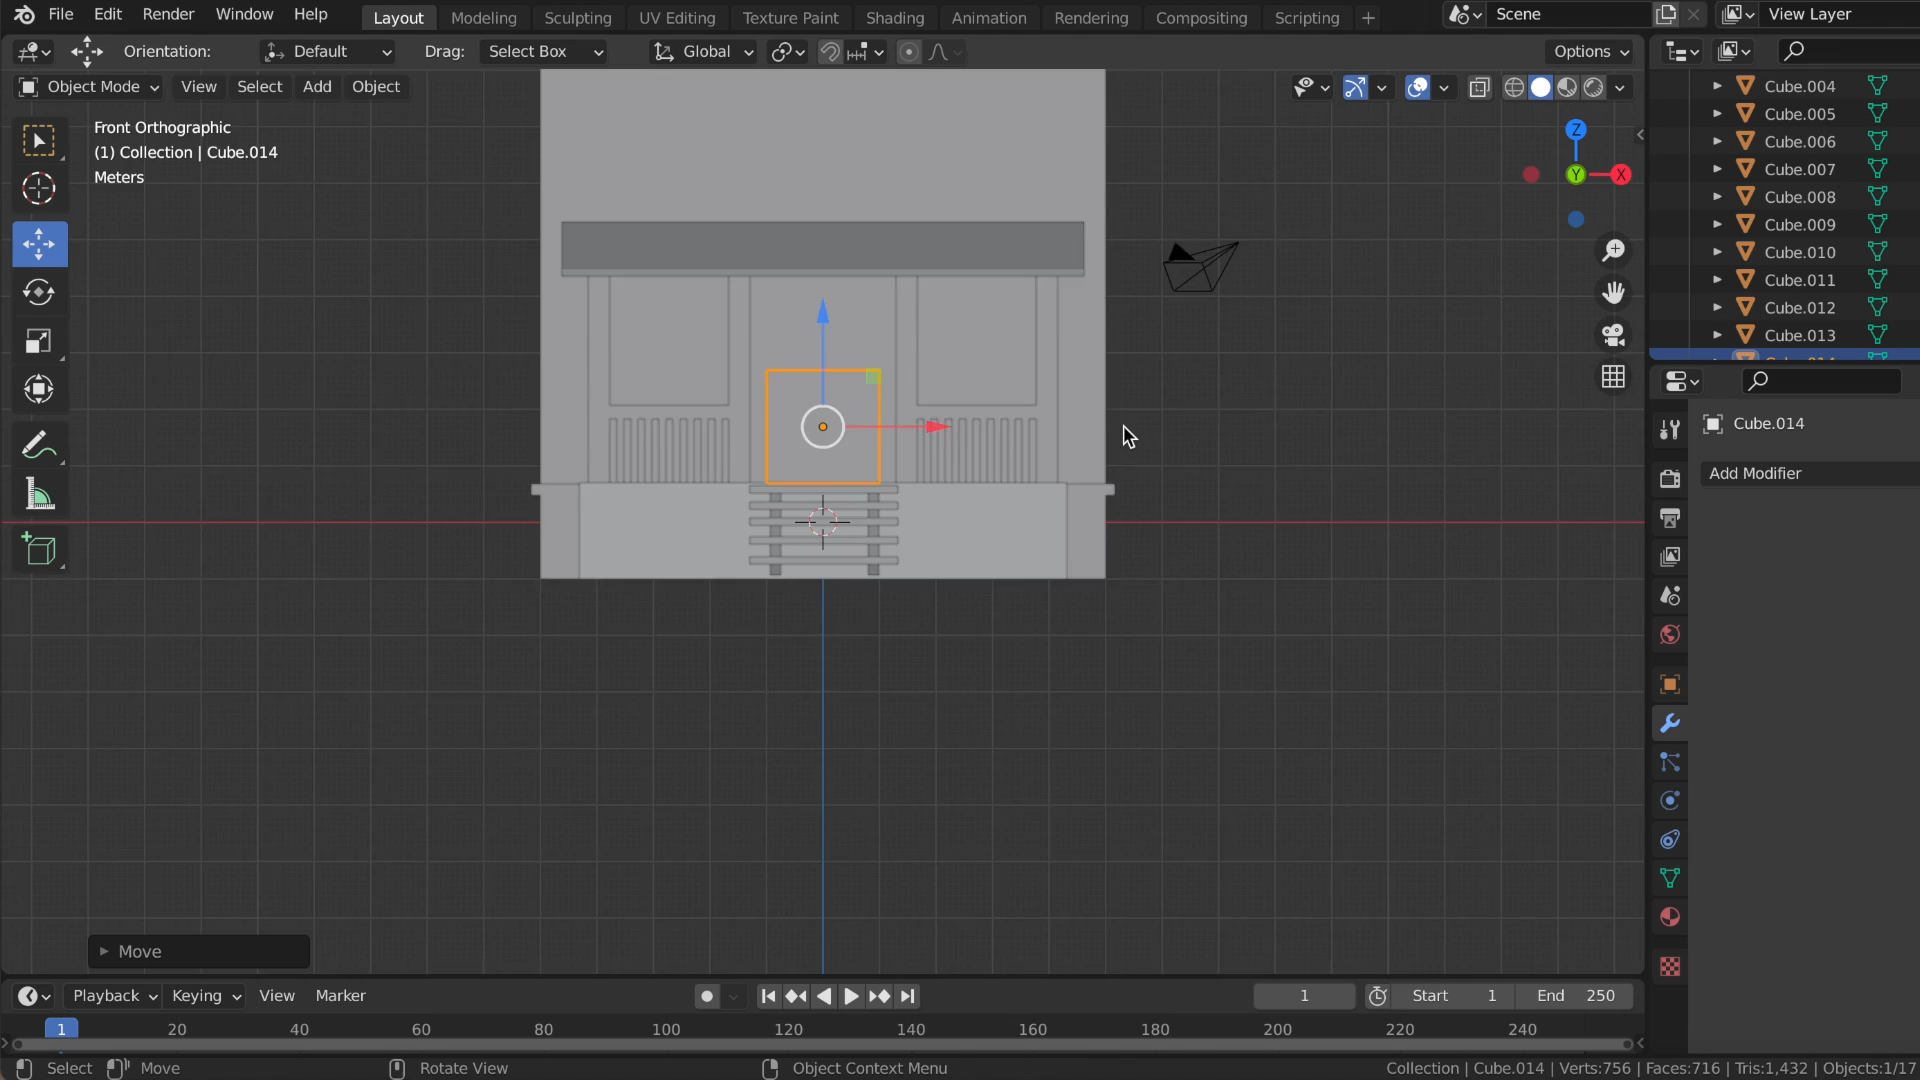 File Edit Render Window Help Layout Modeling Sculpting UV Editing Texture Paint Shading Animation Rendering Compositing Scripting Scene View Layer
Orientation: Default Drag: Select Box Global Options
Object Mode View Select Add Object
Front Orthographic
(1) Collection | Cube.014
Meters
Z
Y X
Cube.004
Cube.005
Cube.006
Cube.007
Cube.008
Cube.009
Cube.010
Cube.011
Cube.012
Cube.013
Cube.014
Add Modifier
Move
Playback Keying View Marker 1 Start 1 End 250
1 20 40 60 80 100 120 140 160 180 200 220 240
Select Move Rotate View Object Context Menu Collection | Cube.014 | Verts:756 | Faces:716 | Tris:1,432 | Objects:1/17